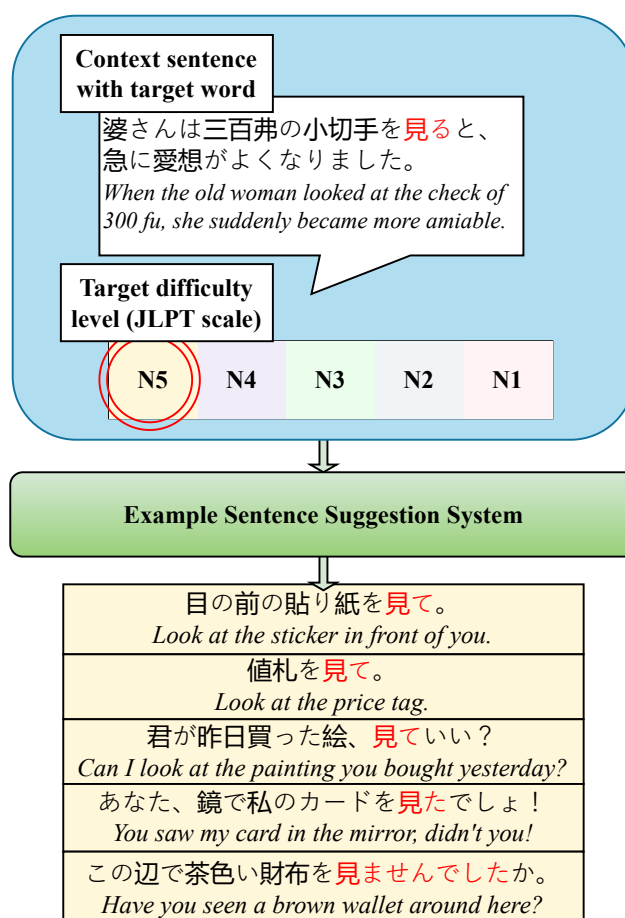 Context sentence
with target word
婆さんは三百弗の小切手を見ると、
急に愛想がよくなりました。
When the old woman looked at the check of
300 fu, she suddenly became more amiable.
Target difficulty
level (JLPT scale)
N5 N4 N3 N2 N1
Example Sentence Suggestion System
目の前の貼り紙を見て。
Look at the sticker in front of you.
値札を見て。
Look at the price tag.
君が昨日買った絵、見ていい？
Can I look at the painting you bought yesterday?
あなた、鏡で私のカードを見たでしょ！
You saw my card in the mirror, didn't you!
この辺で茶色い財布を見ませんでしたか。
Have you seen a brown wallet around here?